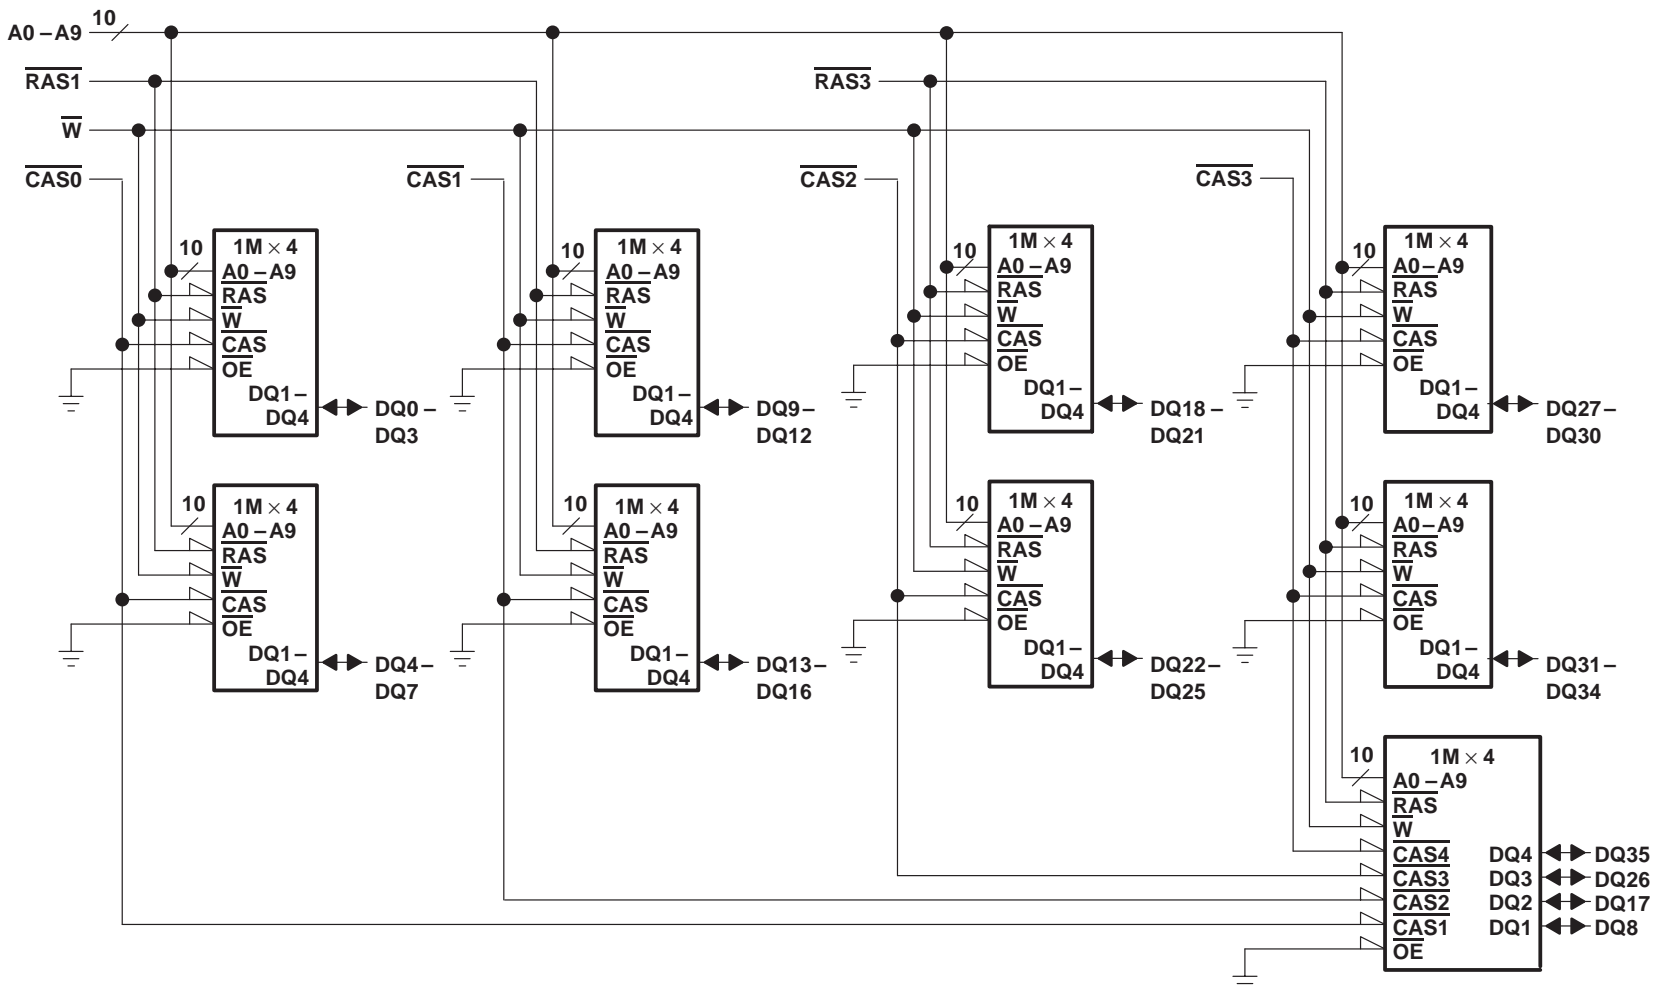 10
A0–A9
RAS1
RAS3
W
CAS0
CAS1
CAS2
CAS3
10
1M × 4
A0–A9
RAS
W
CAS
OE
DQ1–
DQ4
DQ0–
DQ3
10
1M × 4
A0–A9
RAS
W
CAS
OE
DQ1–
DQ4
DQ9–
DQ12
10
1M × 4
A0–A9
RAS
W
CAS
OE
DQ1–
DQ4
DQ18–
DQ21
10
1M × 4
A0–A9
RAS
W
CAS
OE
DQ1–
DQ4
DQ27–
DQ30
10
1M × 4
A0–A9
RAS
W
CAS
OE
DQ1–
DQ4
DQ4–
DQ7
10
1M × 4
A0–A9
RAS
W
CAS
OE
DQ1–
DQ4
DQ13–
DQ16
10
1M × 4
A0–A9
RAS
W
CAS
OE
DQ1–
DQ4
DQ22–
DQ25
10
1M × 4
A0–A9
RAS
W
CAS
OE
DQ1–
DQ4
DQ31–
DQ34
10
1M × 4
A0–A9
RAS
W
CAS4 DQ4 DQ35
CAS3 DQ3 DQ26
CAS2 DQ2 DQ17
CAS1 DQ1 DQ8
OE